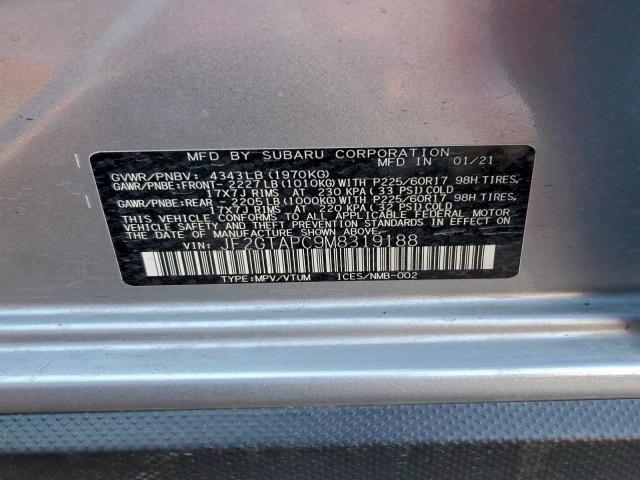 MFD. BY SUBARU CORPORATION MFD IN 01/21
GVWR/PNBV: 4343LB(1970KG)
GAWR/PNBE:FRONT- 2227LB(1010KG)WITH P225/60R17 98H TIRES,
17X7J RIMS AT 230 KPA(33 PSI)COLD
GAWR/PNBE:REAR - 2205LB(1000KG)WITH P225/60R17 98H TIRES,
17X7J RIMS AT 220 KPA(32 PSI)COLD
THIS VEHICLE CONFORMS TO ALL APPLICABLE FEDERAL MOTOR
VEHICLE SAFETY AND THEFT PREVENTION STANDARDS IN EFFECT
ON THE DATE OF MANUFACTURE SHOWN ABOVE.
VIN: JF2GTAPC9M8319188
TYPE:MPV/VTUM ICES/NMB-002